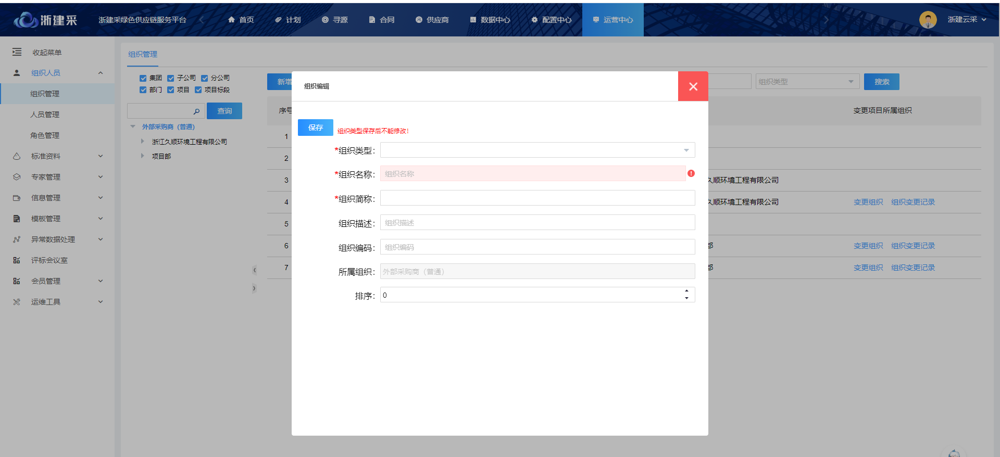 浙建采 浙建采绿色供应链服务平台 首页 计划 寻源 合同 供应商 数据中心 配置中心 运营中心 浙建云采
收起菜单
组织人员
组织管理
人员管理
角色管理
标准资料
专家管理
信息管理
模板管理
异常数据处理
评标会议室
会员管理
运维工具
组织管理
集团 子公司 分公司
部门 项目 项目标段
查询
外部采购商（普通）
浙江久顺环境工程有限公司
项目部
新增
组织类型 搜索
序号 变更项目所属组织
1
2
3 久顺环境工程有限公司
4 久顺环境工程有限公司 变更组织 组织变更记录
5
6 部 变更组织 组织变更记录
7 部 变更组织 组织变更记录
组织编辑
保存 组织类型保存后不能修改!
*组织类型：
*组织名称： 组织名称
*组织简称：
组织描述： 组织描述
组织编码： 组织编码
所属组织： 外部采购商（普通）
排序： 0